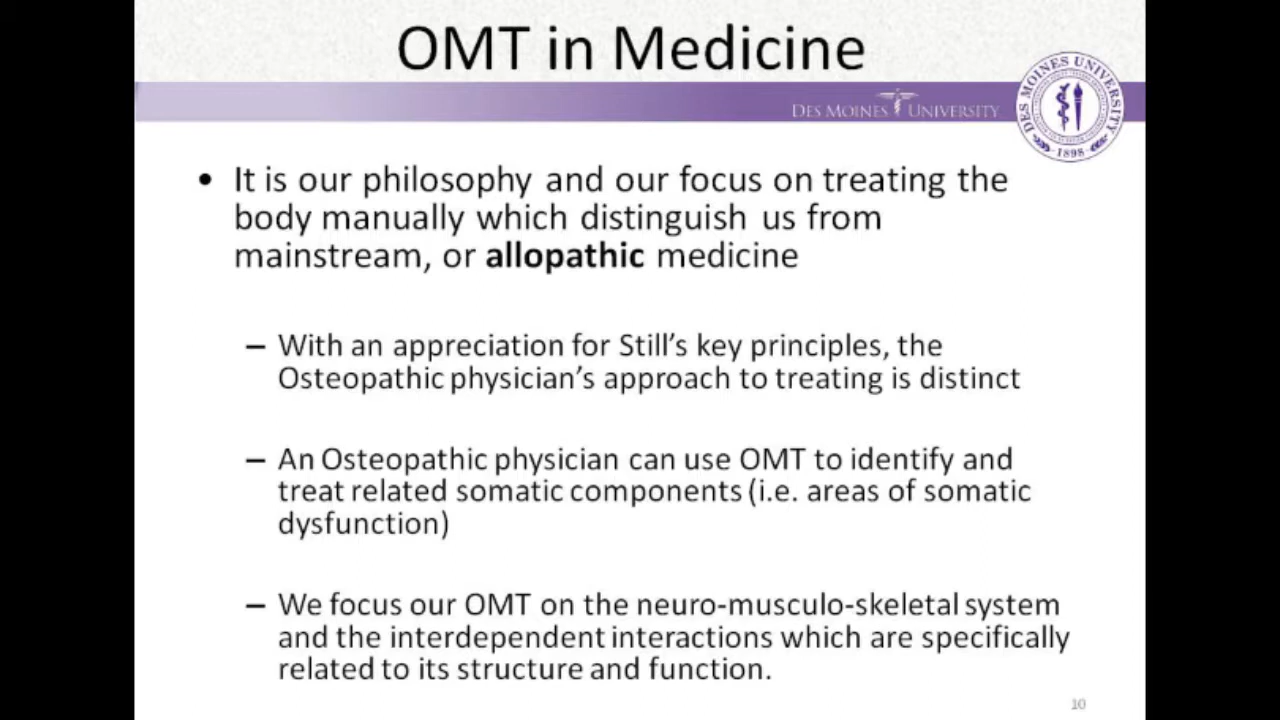 OMT in Medicine
DES MOINES UNIVERSITY
DES MOINES UNIVERSITY
1898
• It is our philosophy and our focus on treating the
body manually which distinguish us from
mainstream, or allopathic medicine
– With an appreciation for Still’s key principles, the
Osteopathic physician’s approach to treating is distinct
– An Osteopathic physician can use OMT to identify and
treat related somatic components (i.e. areas of somatic
dysfunction)
– We focus our OMT on the neuro-musculo-skeletal system
and the interdependent interactions which are specifically
related to its structure and function.
10